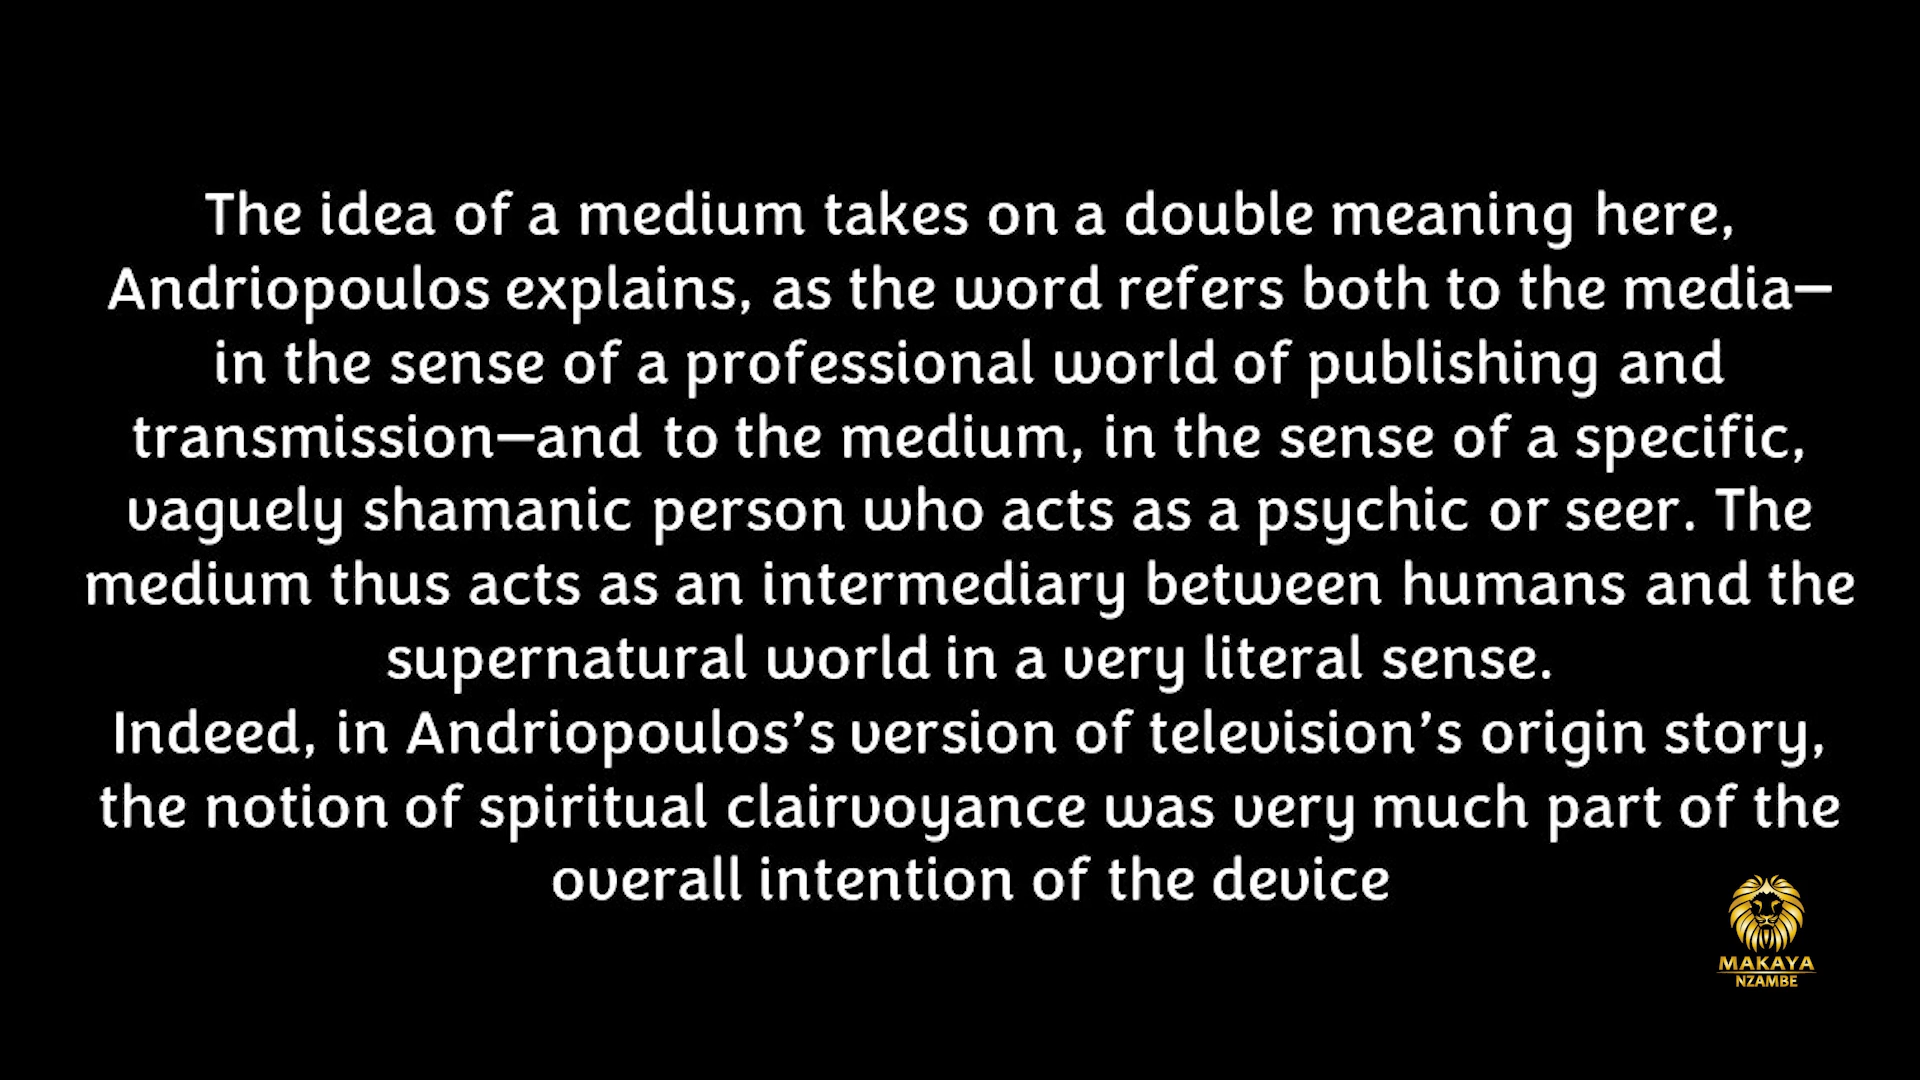 The idea of a medium takes on a double meaning here,
Andriopoulos explains, as the word refers both to the media—
in the sense of a professional world of publishing and
transmission—and to the medium, in the sense of a specific,
vaguely shamanic person who acts as a psychic or seer. The
medium thus acts as an intermediary between humans and the
supernatural world in a very literal sense.
Indeed, in Andriopoulos’s version of television’s origin story,
the notion of spiritual clairvoyance was very much part of the
overall intention of the device
MAKAYA
NZAMBE